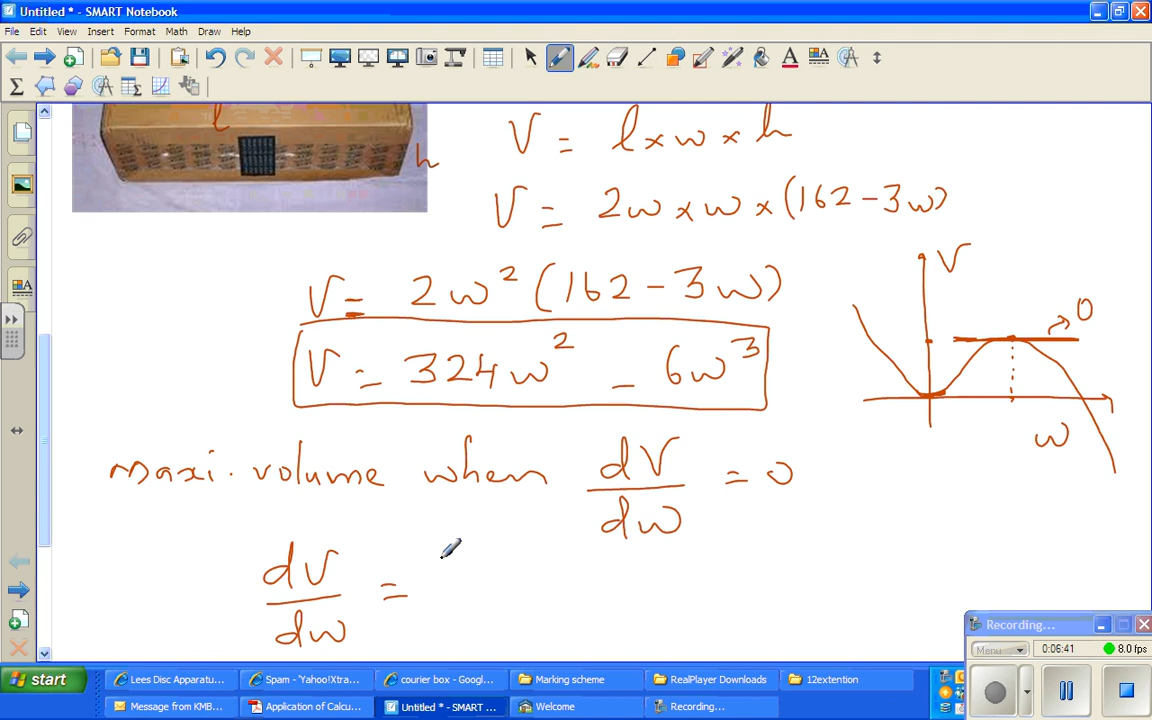 Untitled * - SMART Notebook
File Edit View Insert Format Math Draw Help
l
h
V = l × w × h
V = 2w × w × (162 - 3w)
V = 2w² (162 - 3w)
V = 324w² - 6w³
V
0
w
maxi. volume when dV/dw = 0
dV/dw =
Recording...
Menu 0:06:41 8.0 fps
start
Lees Disc Apparatu... Spam - 'Yahoo!Xtra... courier box - Googl... Marking scheme RealPlayer Downloads 12extention
Message from KMB... Application of Calcu... Untitled * - SMART ... Welcome Recording...